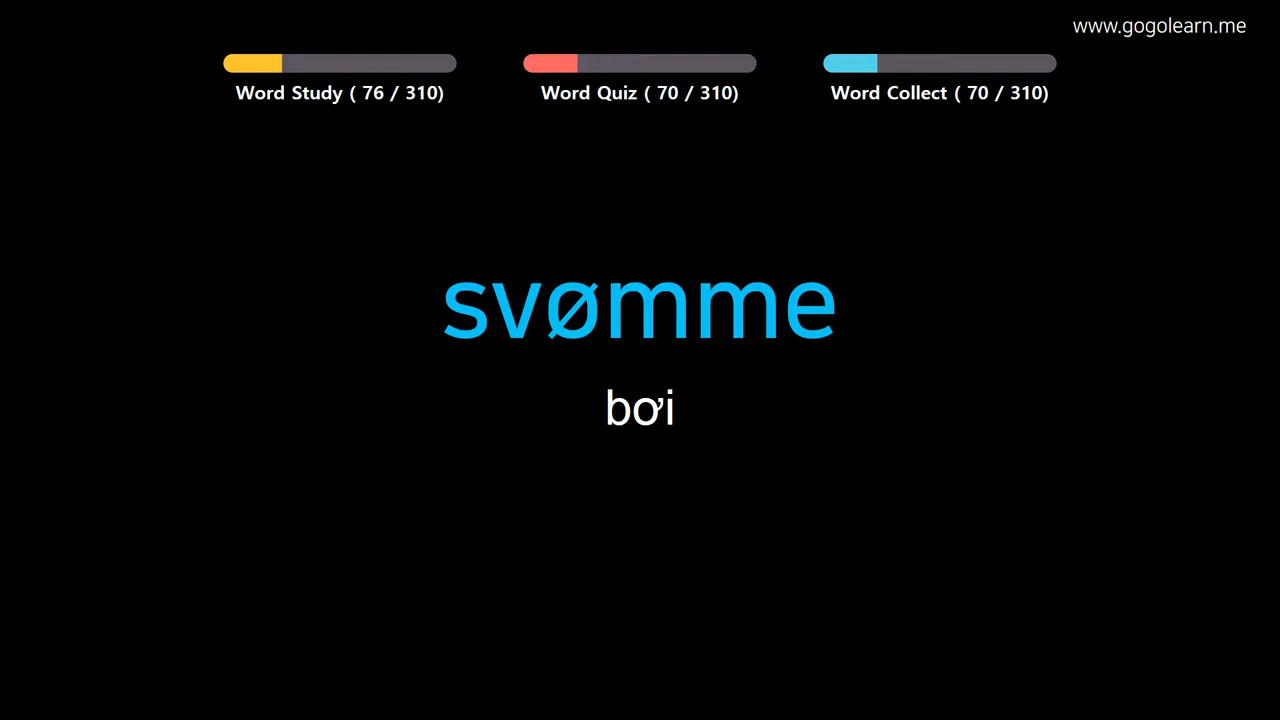 www.gogolearn.me
Word Study ( 76 / 310)
Word Quiz ( 70 / 310)
Word Collect ( 70 / 310)
svømme
bơi